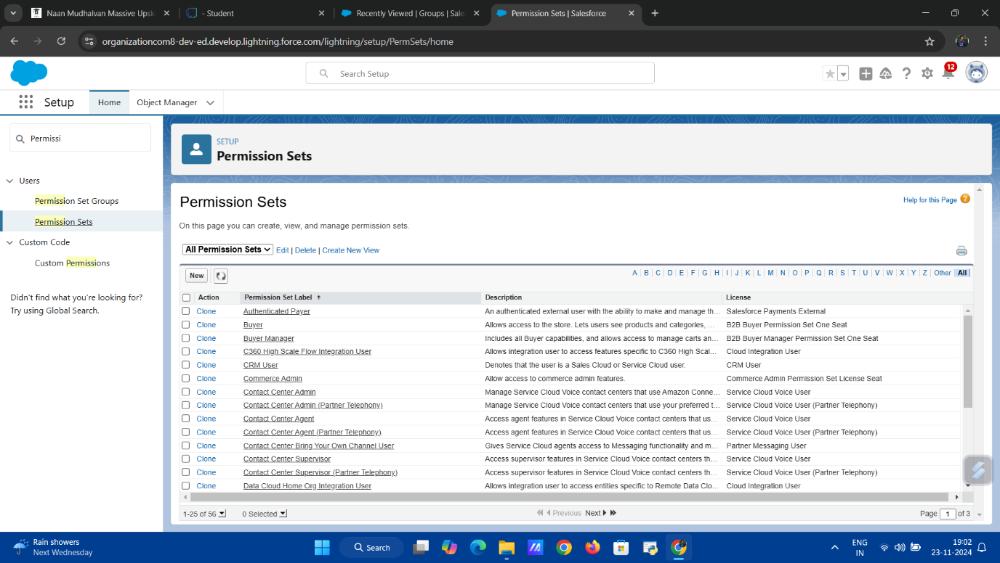 Naan Mudhalvan Massive Upsk
- Student
Recently Viewed | Groups | Sale
Permission Sets | Salesforce
organizationcom8-dev-ed.develop.lightning.force.com/lightning/setup/PermSets/home
Search Setup
12
Setup
Home
Object Manager
Permissi
Users
Permission Set Groups
Permission Sets
Custom Code
Custom Permissions
Didn't find what you're looking for?
Try using Global Search.
SETUP
Permission Sets
Permission Sets
Help for this Page ?
On this page you can create, view, and manage permission sets.
All Permission Sets Edit | Delete | Create New View
New
A | B | C | D | E | F | G | H | I | J | K | L | M | N | O | P | Q | R | S | T | U | V | W | X | Y | Z | Other | All
Action Permission Set Label Description License
Clone Authenticated Payer An authenticated external user with the ability to make and manage th... Salesforce Payments External
Clone Buyer Allows access to the store. Lets users see products and categories, ... B2B Buyer Permission Set One Seat
Clone Buyer Manager Includes all Buyer capabilities, and allows access to manage carts an... B2B Buyer Manager Permission Set One Seat
Clone C360 High Scale Flow Integration User Allows integration user to access features specific to C360 High Scal... Cloud Integration User
Clone CRM User Denotes that the user is a Sales Cloud or Service Cloud user. CRM User
Clone Commerce Admin Allow access to commerce admin features. Commerce Admin Permission Set License Seat
Clone Contact Center Admin Manage Service Cloud Voice contact centers that use Amazon Conne... Service Cloud Voice User
Clone Contact Center Admin (Partner Telephony) Manage Service Cloud Voice contact centers that use your preferred t... Service Cloud Voice User (Partner Telephony)
Clone Contact Center Agent Access agent features in Service Cloud Voice contact centers that us... Service Cloud Voice User
Clone Contact Center Agent (Partner Telephony) Access agent features in Service Cloud Voice contact centers that us... Service Cloud Voice User (Partner Telephony)
Clone Contact Center Bring Your Own Channel User Gives Service Cloud agents access to Messaging functionality and m... Partner Messaging User
Clone Contact Center Supervisor Access supervisor features in Service Cloud Voice contact centers th... Service Cloud Voice User
Clone Contact Center Supervisor (Partner Telephony) Access supervisor features in Service Cloud Voice contact centers th... Service Cloud Voice User (Partner Telephony)
Clone Data Cloud Home Org Integration User Allows integration user to access entities specific to Remote Data Clo... Cloud Integration User
1-25 of 56 0 Selected Previous Next Page 1 of 3
Rain showers
Next Wednesday
Search
ENG
IN
19:02
23-11-2024